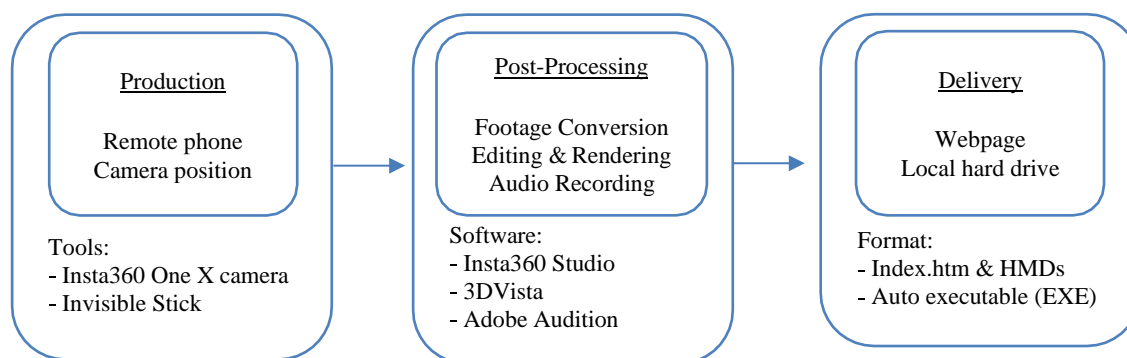 Production
Remote phone
Camera position
Tools:
- Insta360 One X camera
- Invisible Stick
Post-Processing
Footage Conversion
Editing & Rendering
Audio Recording
Software:
- Insta360 Studio
- 3DVista
- Adobe Audition
Delivery
Webpage
Local hard drive
Format:
- Index.htm & HMDs
- Auto executable (EXE)